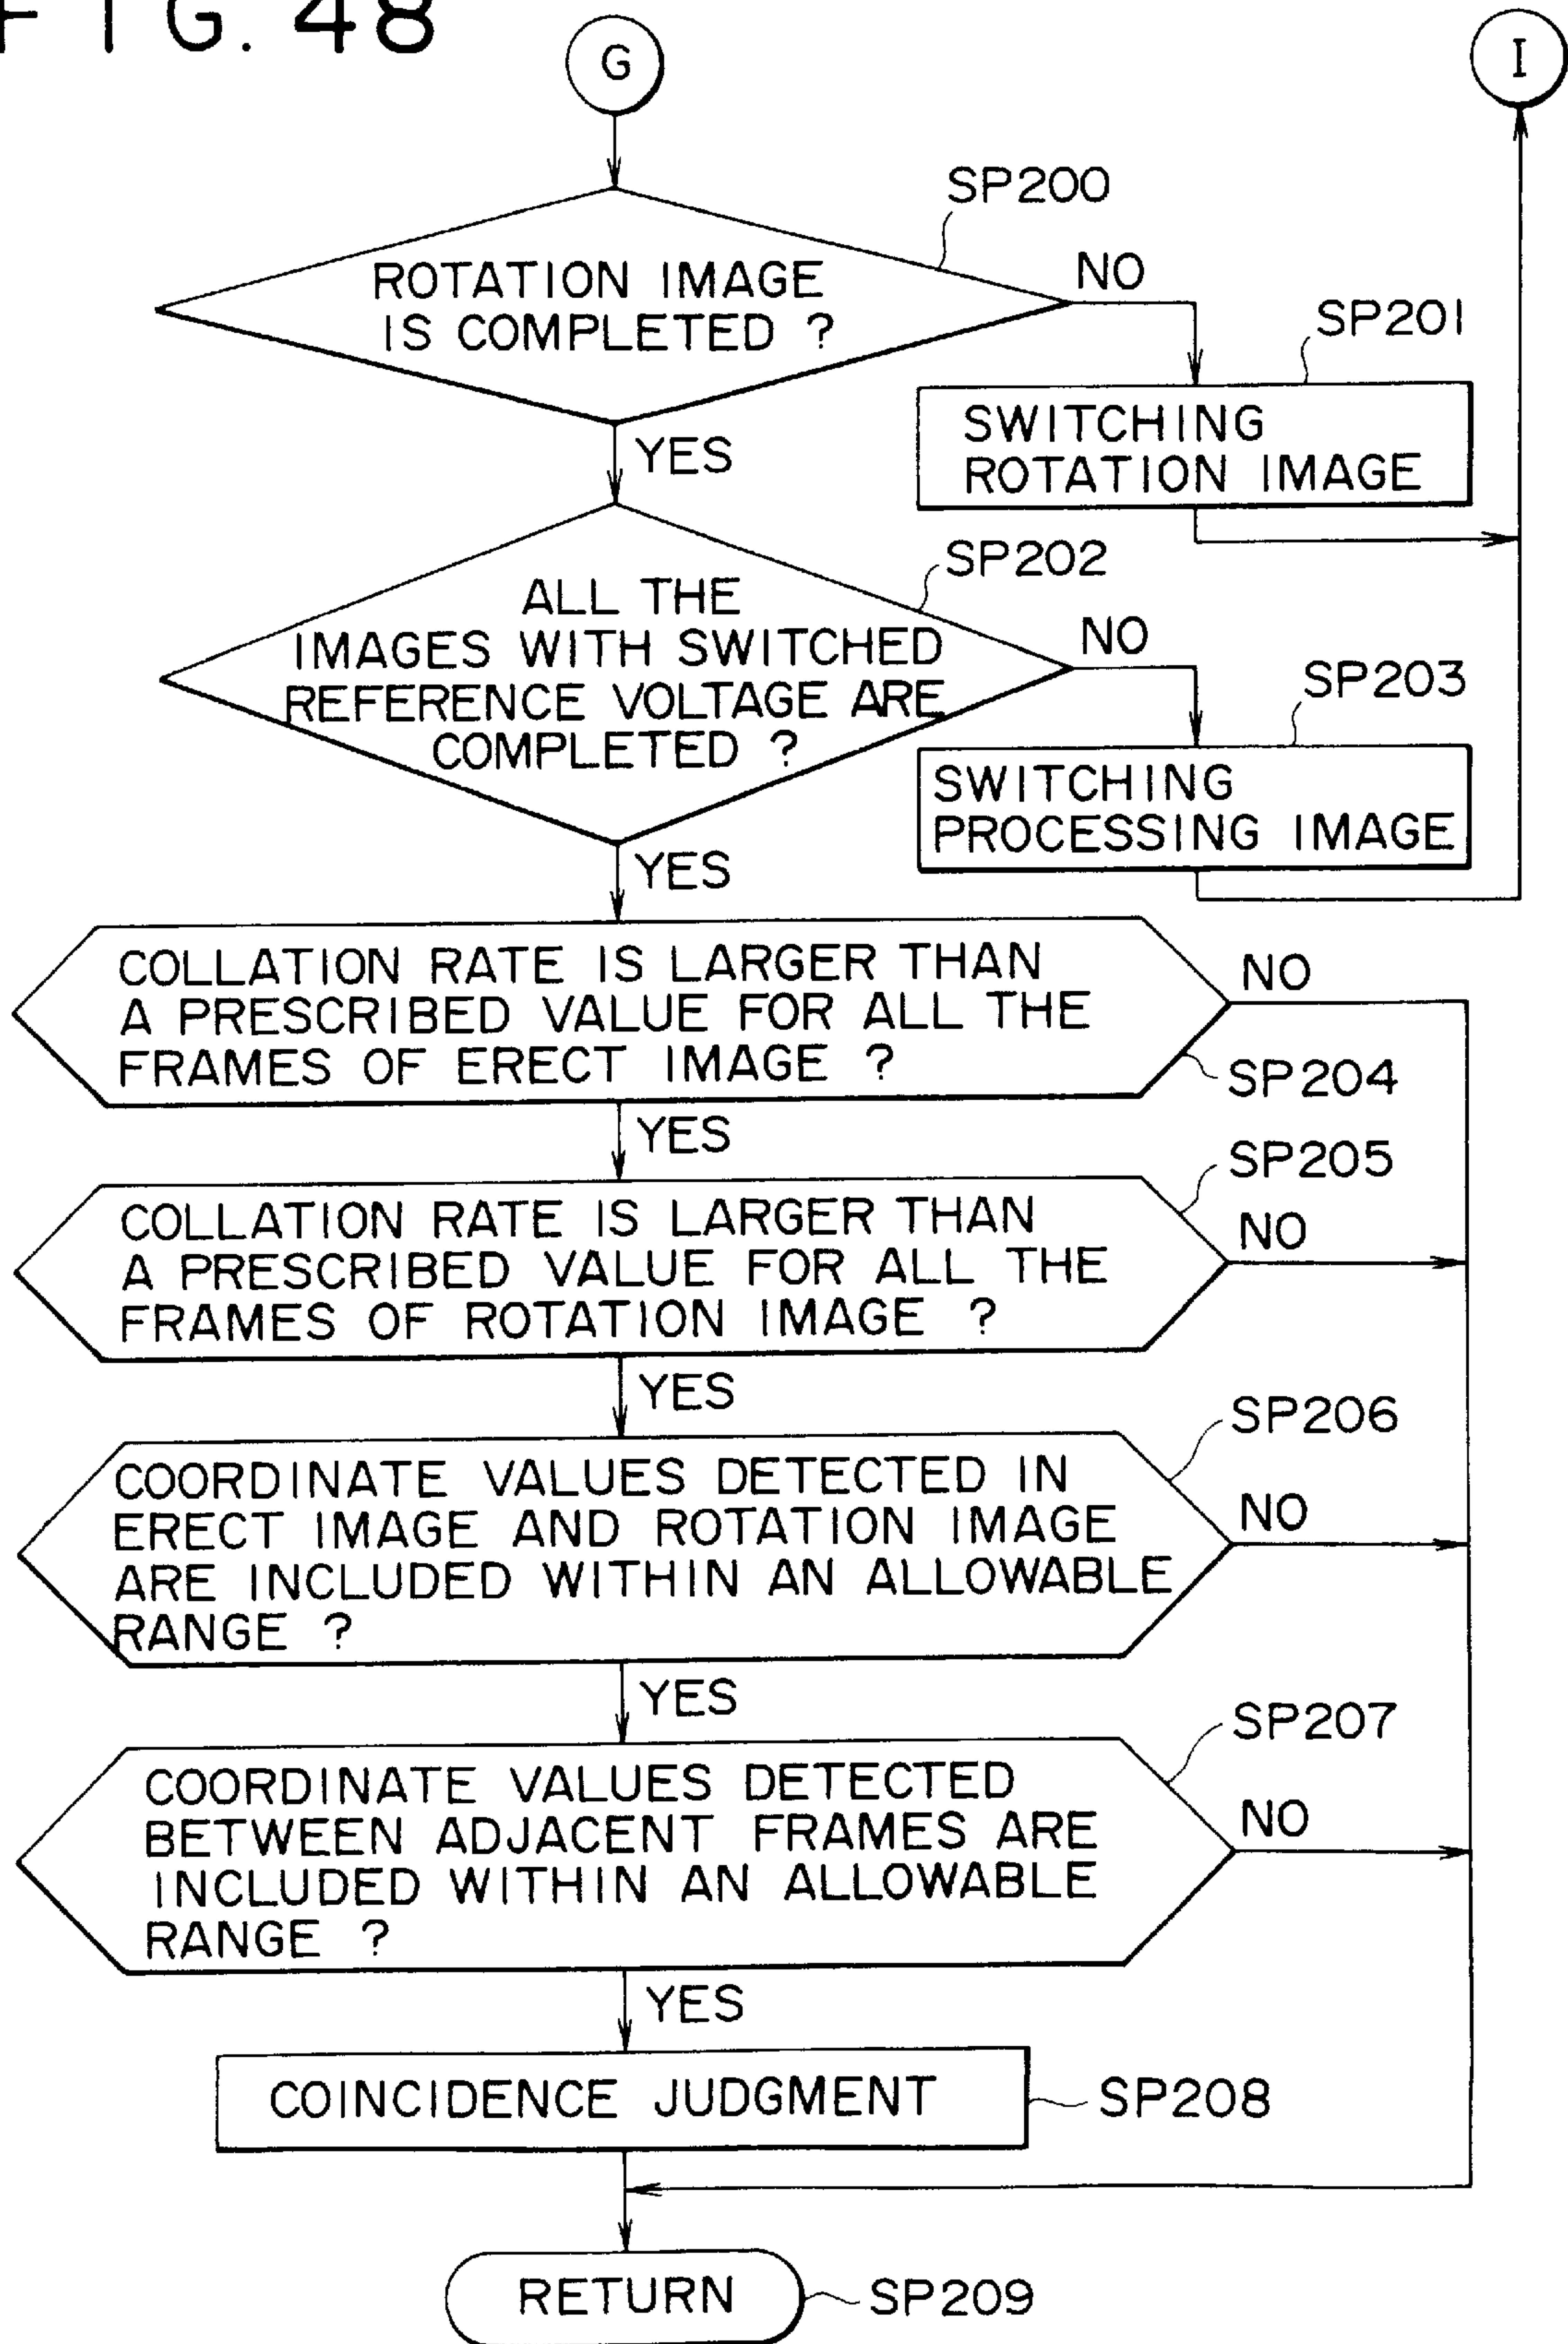 FIG. 48
G
I
SP200
ROTATION IMAGE
IS COMPLETED ?
NO
SP201
SWITCHING
ROTATION IMAGE
YES
SP202
ALL THE
IMAGES WITH SWITCHED
REFERENCE VOLTAGE ARE
COMPLETED ?
NO
SP203
SWITCHING
PROCESSING IMAGE
YES
COLLATION RATE IS LARGER THAN
A PRESCRIBED VALUE FOR ALL THE
FRAMES OF ERECT IMAGE ?
NO
SP204
YES
SP205
COLLATION RATE IS LARGER THAN
A PRESCRIBED VALUE FOR ALL THE
FRAMES OF ROTATION IMAGE ?
NO
YES
SP206
COORDINATE VALUES DETECTED IN
ERECT IMAGE AND ROTATION IMAGE
ARE INCLUDED WITHIN AN ALLOWABLE
RANGE ?
NO
YES
SP207
COORDINATE VALUES DETECTED
BETWEEN ADJACENT FRAMES ARE
INCLUDED WITHIN AN ALLOWABLE
RANGE ?
NO
YES
COINCIDENCE JUDGMENT
SP208
RETURN
SP209